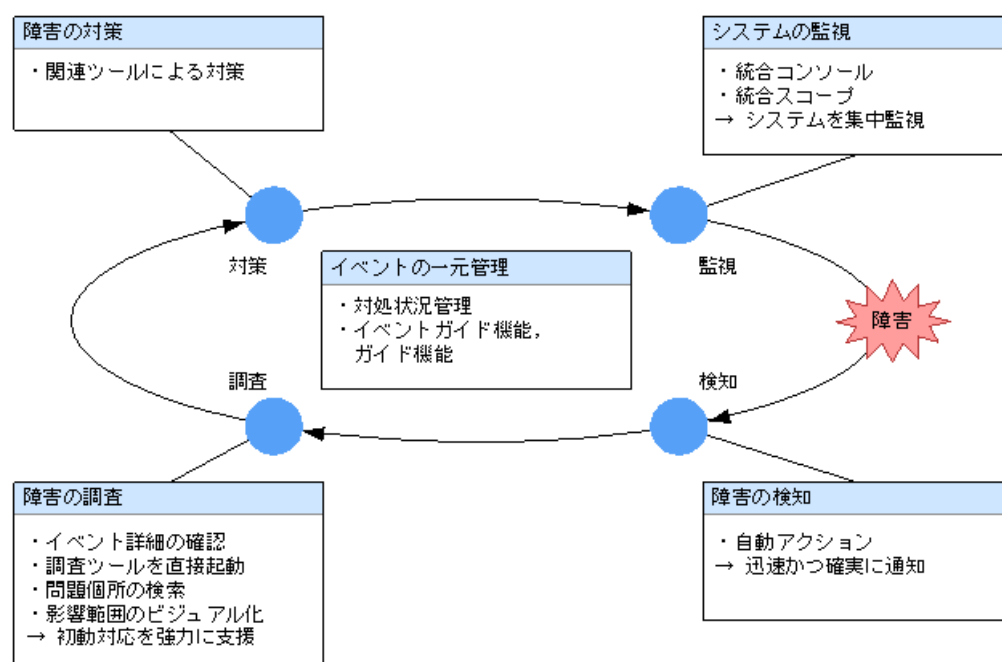 障害の対策
・関連ツールによる対策
システムの監視
・統合コンソール
・統合スコープ
→ システムを集中監視
対策
監視
イベントの一元管理
・対処状況管理
・イベントガイド機能,
ガイド機能
障害
調査
検知
障害の調査
・イベント詳細の確認
・調査ツールを直接起動
・問題個所の検索
・影響範囲のビジュアル化
→ 初動対応を強力に支援
障害の検知
・自動アクション
→ 迅速かつ確実に通知